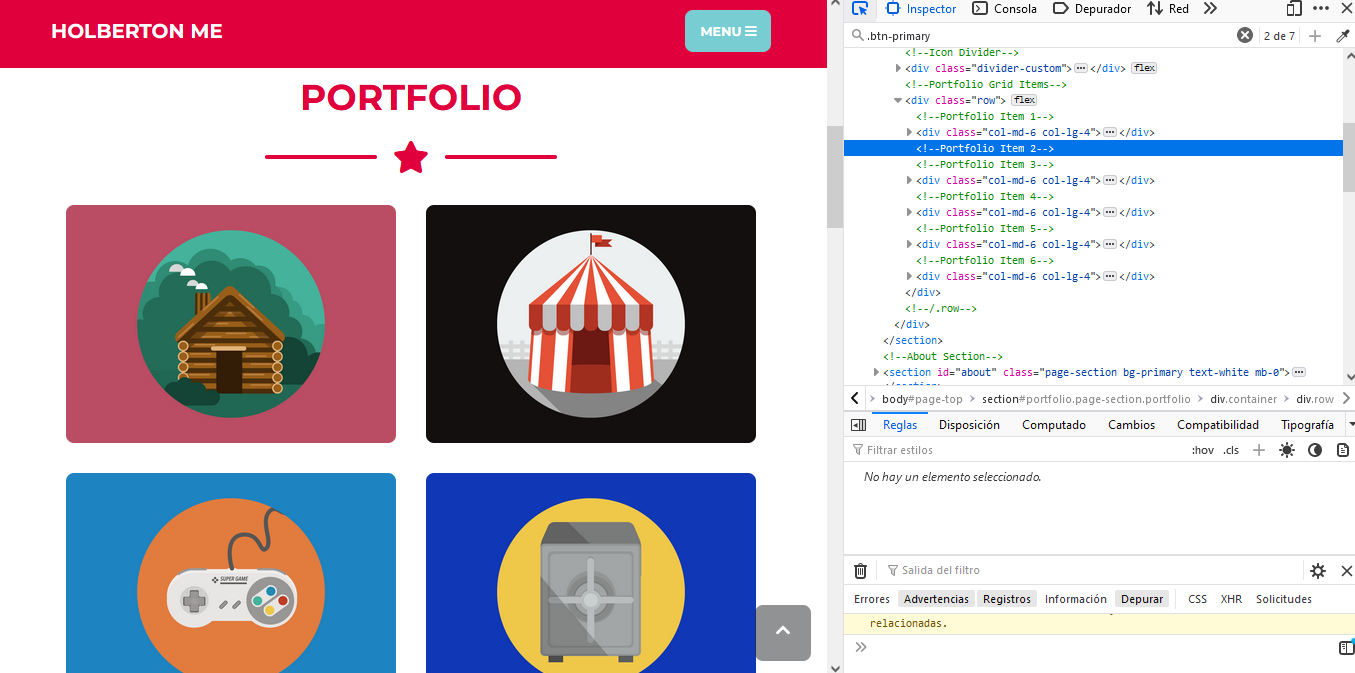 HOLBERTON ME
MENU
PORTFOLIO
SUPER GAME
Inspector Consola Depurador Red
.btn-primary 2 de 7
<!--Icon Divider-->
<div class="divider-custom"> ··· </div> flex
<!--Portfolio Grid Items-->
<div class="row"> flex
<!--Portfolio Item 1-->
<div class="col-md-6 col-lg-4"> ··· </div>
<!--Portfolio Item 2-->
<!--Portfolio Item 3-->
<div class="col-md-6 col-lg-4"> ··· </div>
<!--Portfolio Item 4-->
<div class="col-md-6 col-lg-4"> ··· </div>
<!--Portfolio Item 5-->
<div class="col-md-6 col-lg-4"> ··· </div>
<!--Portfolio Item 6-->
<div class="col-md-6 col-lg-4"> ··· </div>
</div>
<!--/.row-->
</div>
</section>
<!--About Section-->
<section id="about" class="page-section bg-primary text-white mb-0"> ···
body#page-top section#portfolio.page-section.portfolio div.container div.row
Reglas Disposición Computado Cambios Compatibilidad Tipografía
Filtrar estilos :hov .cls
No hay un elemento seleccionado.
Salida del filtro
Errores Advertencias Registros Información Depurar CSS XHR Solicitudes
relacionadas.